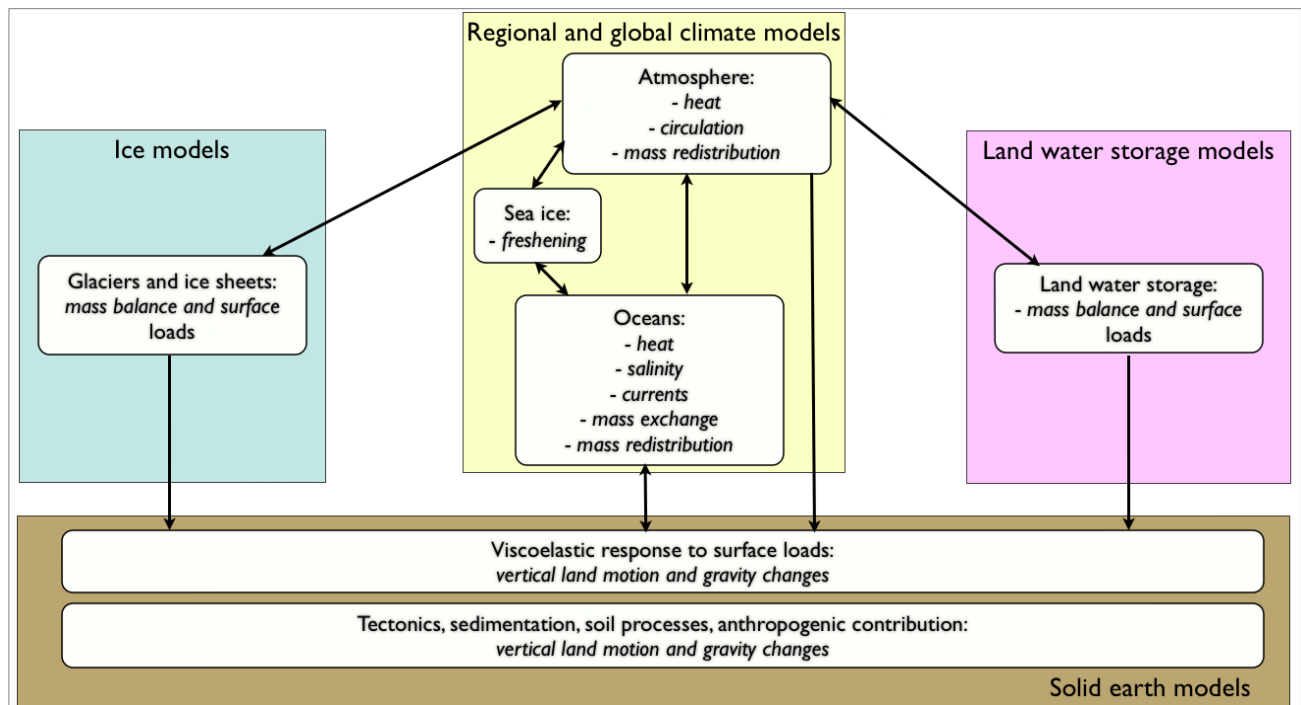 Regional and global climate models
Atmosphere:
- heat
- circulation
- mass redistribution
Ice models
Land water storage models
Sea ice:
- freshening
Glaciers and ice sheets:
mass balance and surface
loads
Land water storage:
- mass balance and surface
loads
Oceans:
- heat
- salinity
- currents
- mass exchange
- mass redistribution
Viscoelastic response to surface loads:
vertical land motion and gravity changes
Tectonics, sedimentation, soil processes, anthropogenic contribution:
vertical land motion and gravity changes
Solid earth models